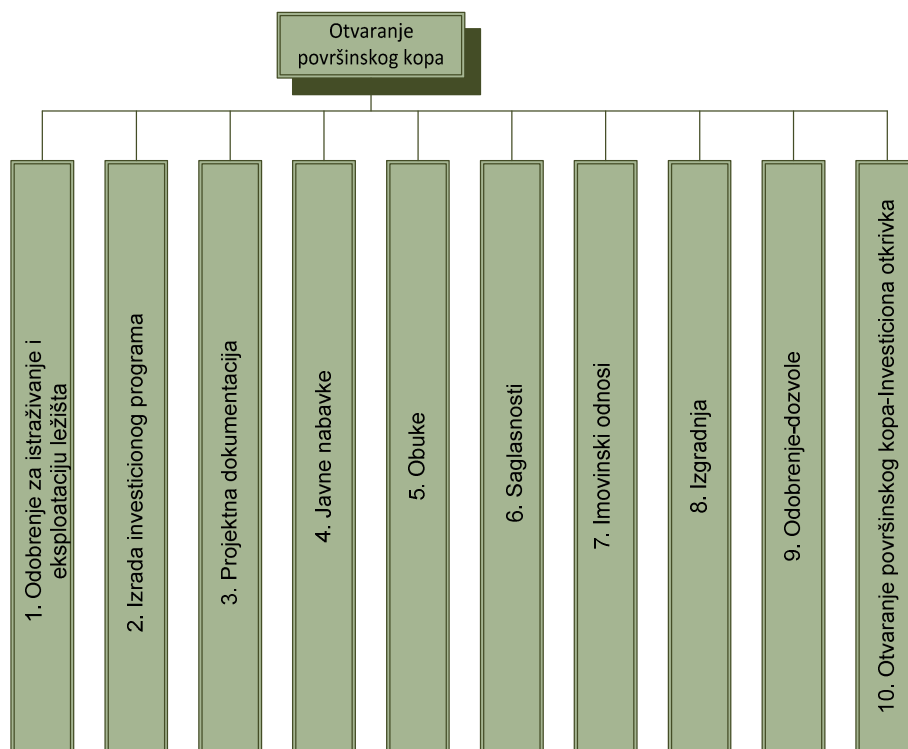 Otvaranje
površinskog kopa
1. Odobrenje za istraživanje i
eksploataciju ležišta
2. Izrada investicionog programa
3. Projektna dokumentacija
4. Javne nabavke
5. Obuke
6. Saglasnosti
7. Imovinski odnosi
8. Izgradnja
9. Odobrenje-dozvole
10. Otvaranje površinskog kopa-Investiciona otkrivka